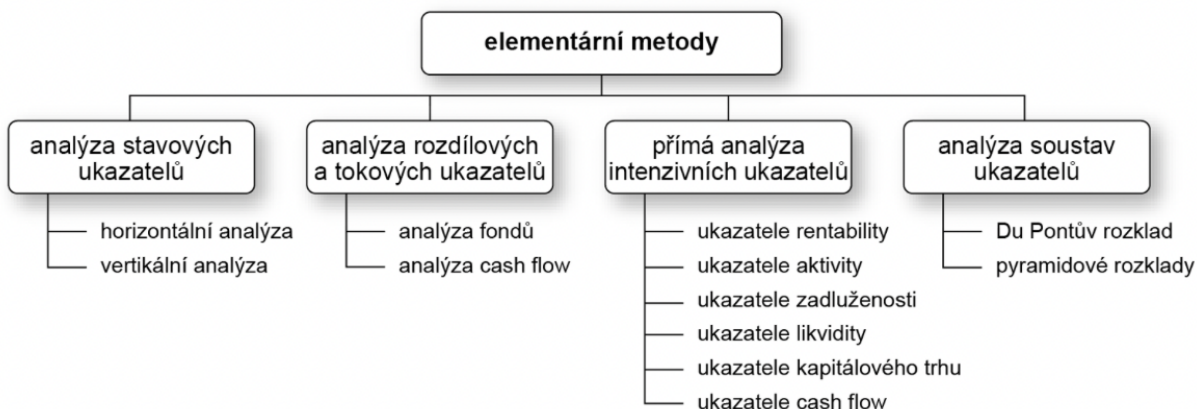 elementární metody
analýza stavových
ukazatelů
horizontální analýza
vertikální analýza
analýza rozdílových
a tokových ukazatelů
analýza fondů
analýza cash flow
přímá analýza
intenzivních ukazatelů
ukazatele rentability
ukazatele aktivity
ukazatele zadluženosti
ukazatele likvidity
ukazatele kapitálového trhu
ukazatele cash flow
analýza soustav
ukazatelů
Du Pontův rozklad
pyramidové rozklady